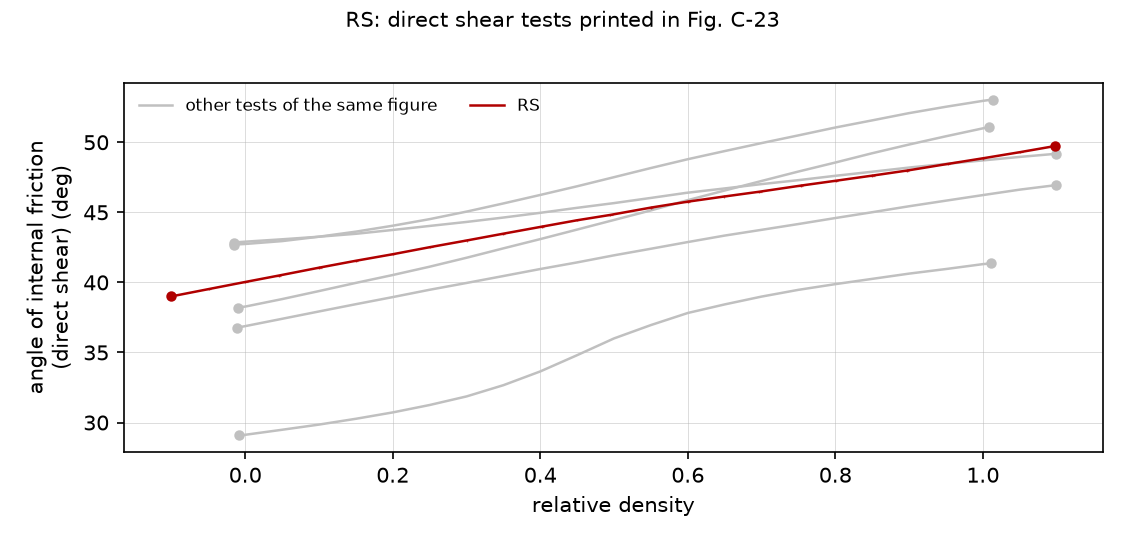 RS: direct shear tests printed in Fig. C-23
other tests of the same figure
RS
angle of internal friction
(direct shear) (deg)
50
45
40
35
30
0.0
0.2
0.4
0.6
0.8
1.0
relative density